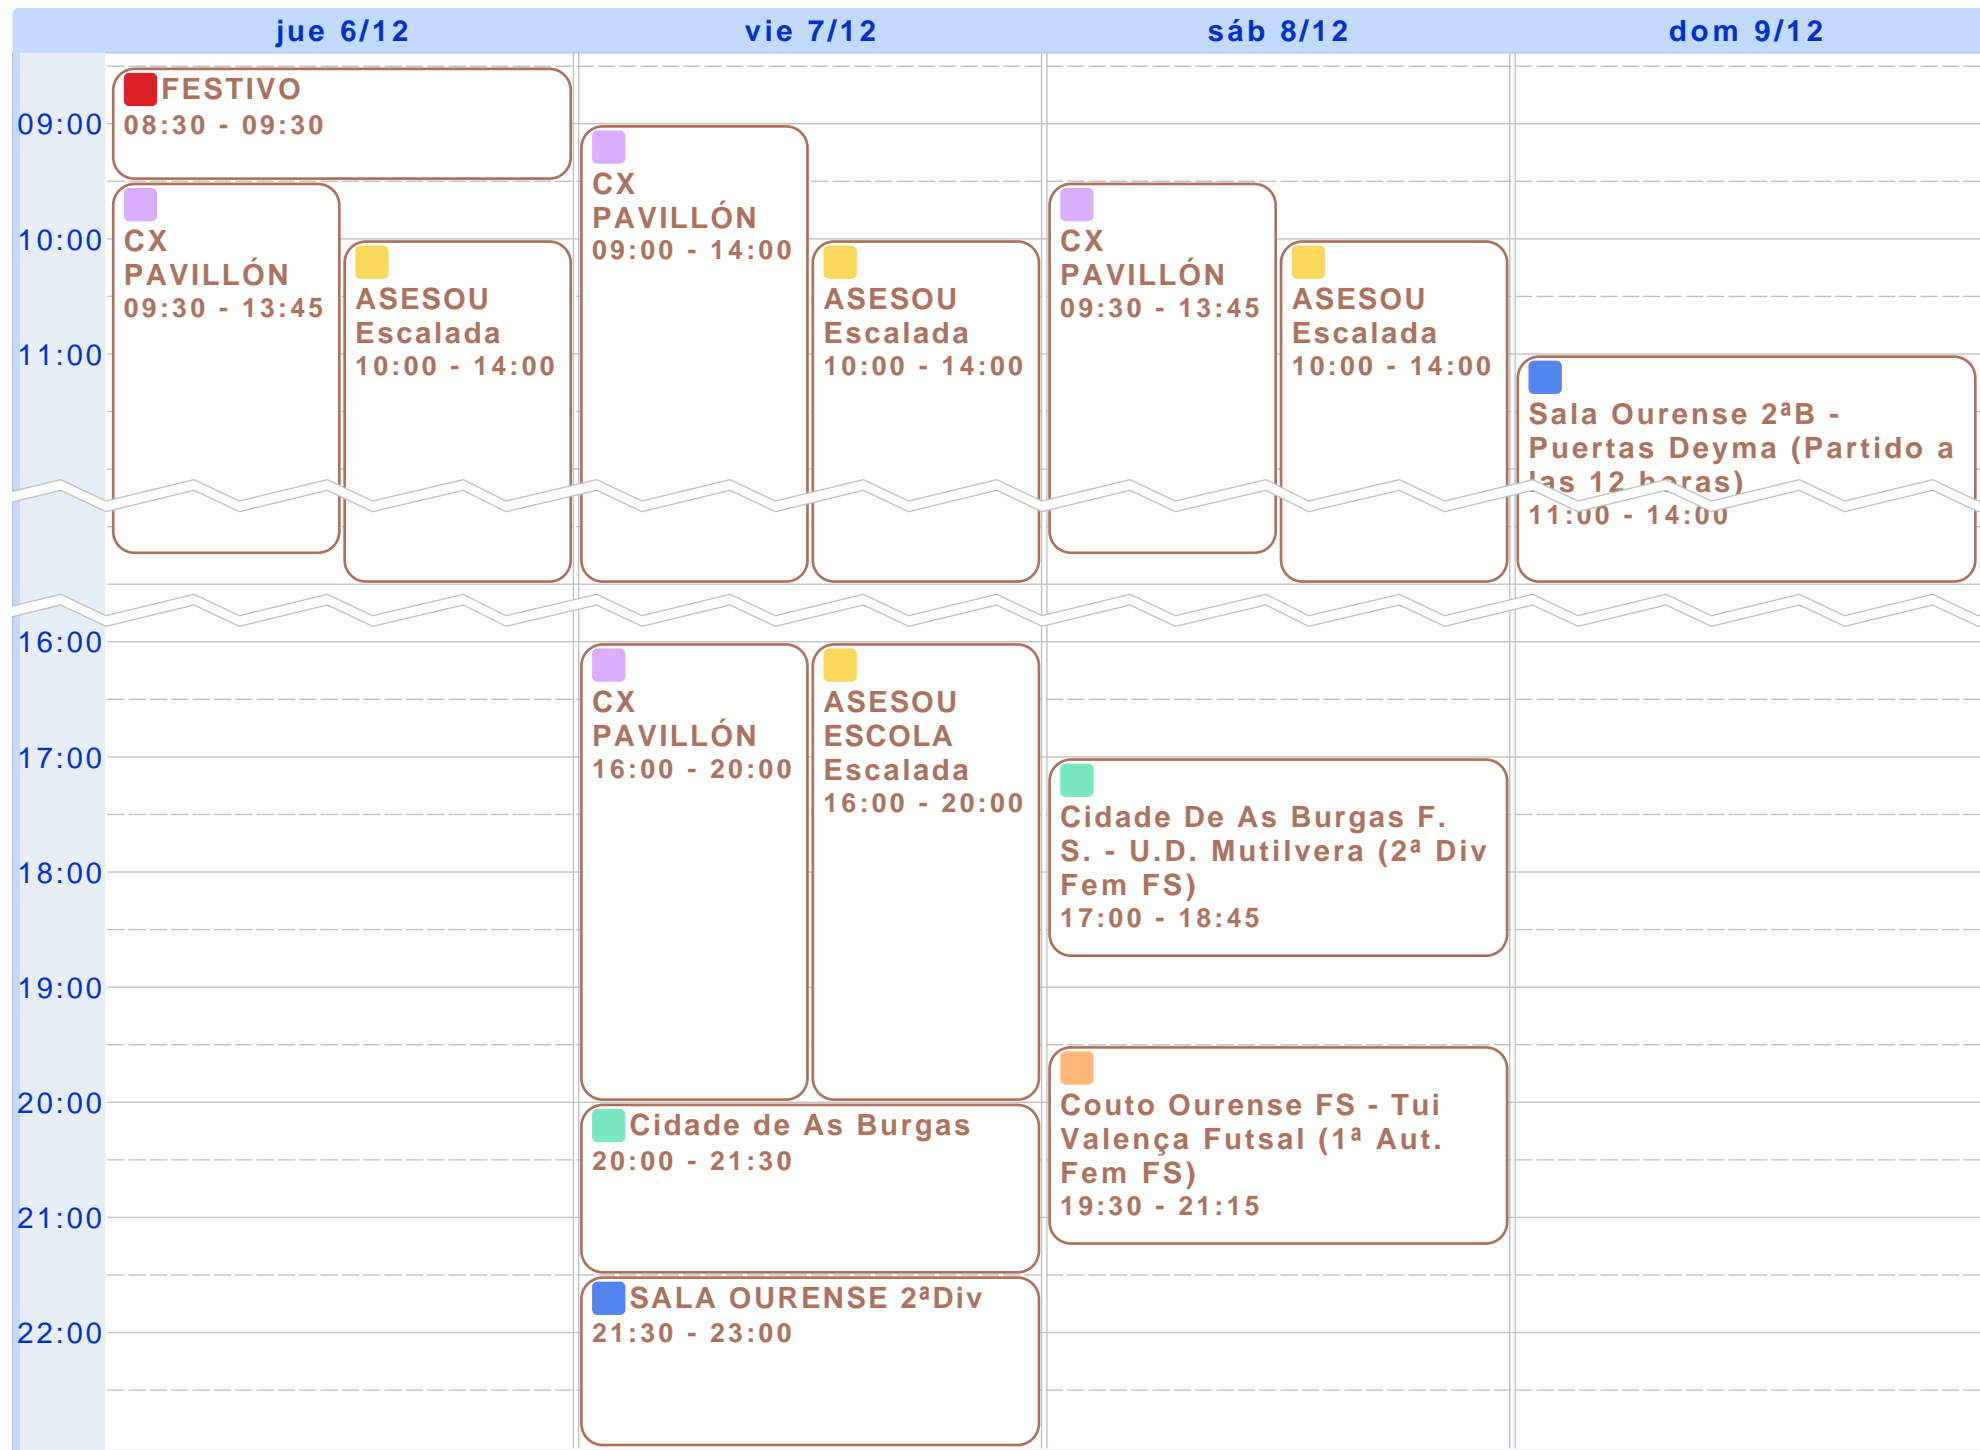 jue 6/12
vie 7/12
sáb 8/12
dom 9/12
09:00
10:00
11:00
16:00
17:00
18:00
19:00
20:00
21:00
22:00
FESTIVO
08:30 - 09:30
CX
PAVILLÓN
09:30 - 13:45
ASESOU
Escalada
10:00 - 14:00
CX
PAVILLÓN
09:00 - 14:00
ASESOU
Escalada
10:00 - 14:00
CX
PAVILLÓN
16:00 - 20:00
ASESOU
ESCOLA
Escalada
16:00 - 20:00
Cidade de As Burgas
20:00 - 21:30
SALA OURENSE 2ªDiv
21:30 - 23:00
CX
PAVILLÓN
09:30 - 13:45
ASESOU
Escalada
10:00 - 14:00
Cidade De As Burgas F.
S. - U.D. Mutilvera (2ª Div
Fem FS)
17:00 - 18:45
Couto Ourense FS - Tui
Valença Futsal (1ª Aut.
Fem FS)
19:30 - 21:15
Sala Ourense 2ªB -
Puertas Deyma (Partido a
las 12 horas)
11:00 - 14:00